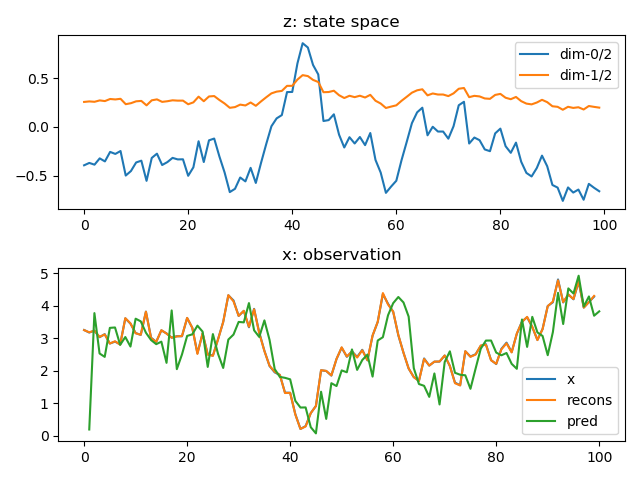 z: state space
dim-0/2
dim-1/2
0.5
0.0
−0.5
0 20 40 60 80 100
x: observation
5
4
3
2
1
0
x
recons
pred
0 20 40 60 80 100